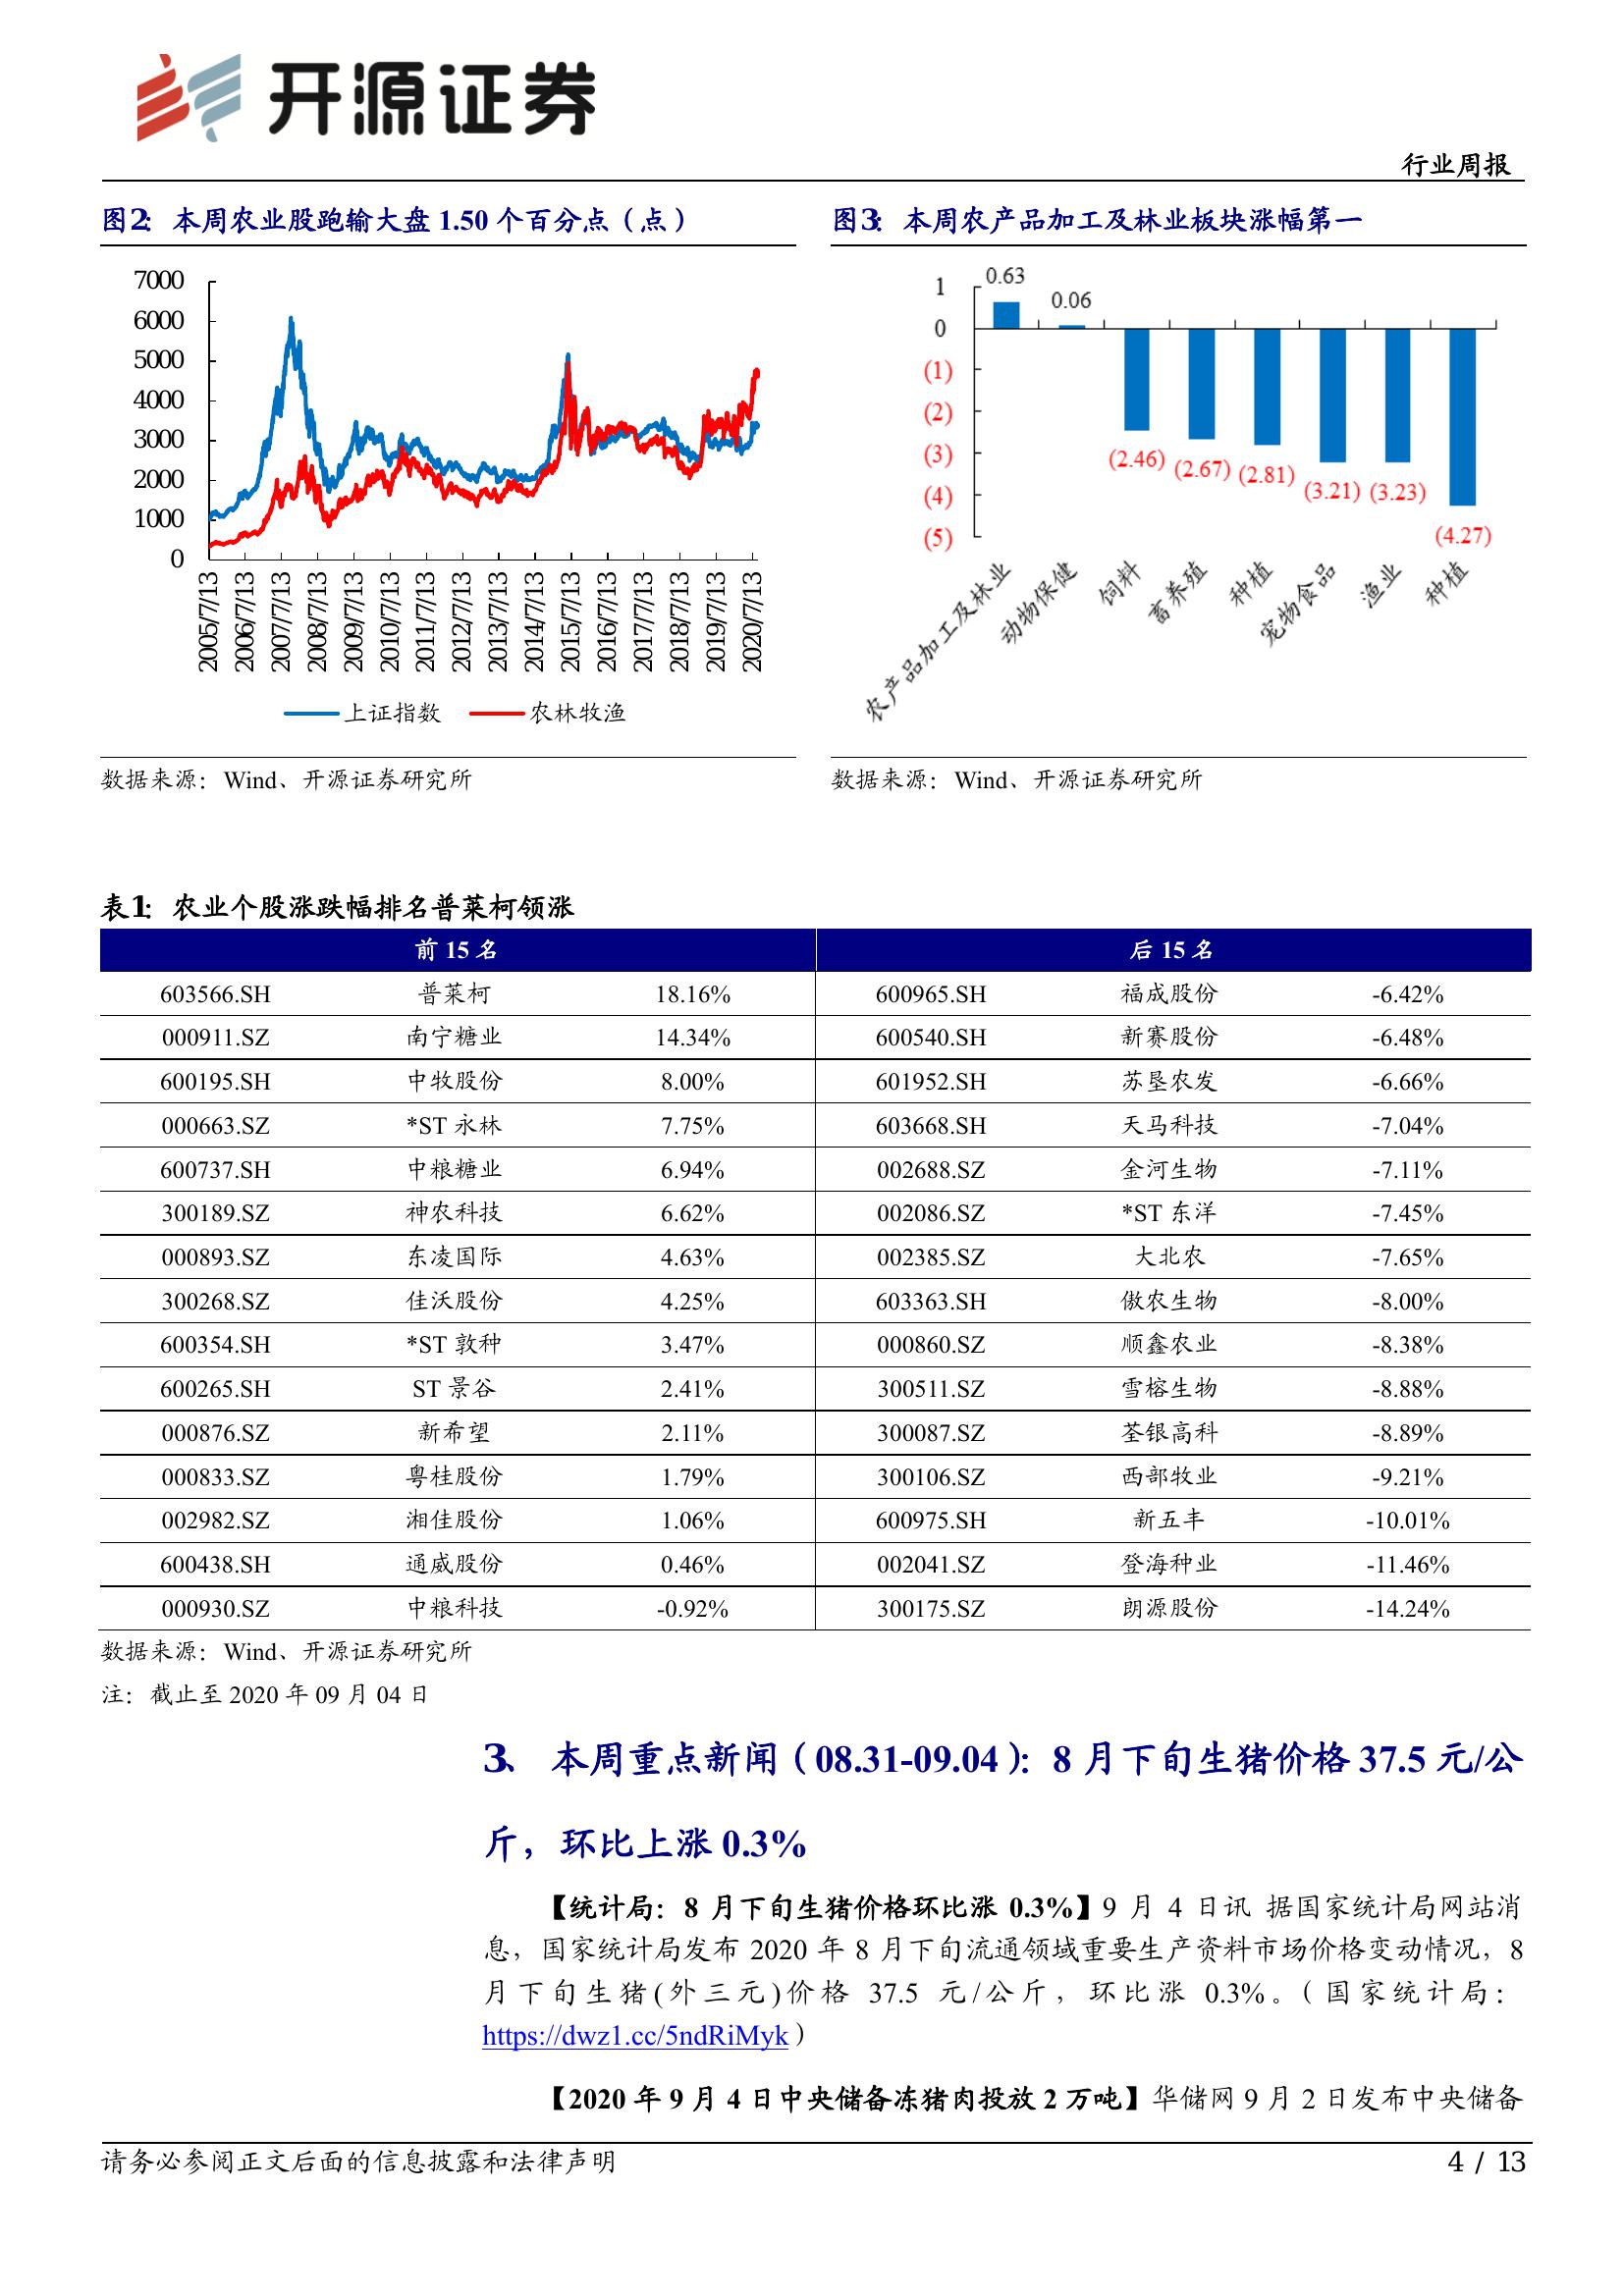 开源证券
行业周报
图2： 本周农业股跑输大盘 1.50 个百分点（点）
7000
6000
5000
4000
3000
2000
1000
0
2005/7/13
2006/7/13
2007/7/13
2008/7/13
2009/7/13
2010/7/13
2011/7/13
2012/7/13
2013/7/13
2014/7/13
2015/7/13
2016/7/13
2017/7/13
2018/7/13
2019/7/13
2020/7/13
上证指数 农林牧渔
数据来源：Wind、开源证券研究所
图3： 本周农产品加工及林业板块涨幅第一
1
0
(1)
(2)
(3)
(4)
(5)
0.63
0.06
(2.46)
(2.67)
(2.81)
(3.21)
(3.23)
(4.27)
农产品加工及林业
动物保健
饲料
畜养殖
种植
宠物食品
渔业
种植
数据来源：Wind、开源证券研究所
表1： 农业个股涨跌幅排名普莱柯领涨
前 15 名 后 15 名
603566.SH 普莱柯 18.16% 600965.SH 福成股份 -6.42%
000911.SZ 南宁糖业 14.34% 600540.SH 新赛股份 -6.48%
600195.SH 中牧股份 8.00% 601952.SH 苏垦农发 -6.66%
000663.SZ *ST 永林 7.75% 603668.SH 天马科技 -7.04%
600737.SH 中粮糖业 6.94% 002688.SZ 金河生物 -7.11%
300189.SZ 神农科技 6.62% 002086.SZ *ST 东洋 -7.45%
000893.SZ 东凌国际 4.63% 002385.SZ 大北农 -7.65%
300268.SZ 佳沃股份 4.25% 603363.SH 傲农生物 -8.00%
600354.SH *ST 敦种 3.47% 000860.SZ 顺鑫农业 -8.38%
600265.SH ST 景谷 2.41% 300511.SZ 雪榕生物 -8.88%
000876.SZ 新希望 2.11% 300087.SZ 荃银高科 -8.89%
000833.SZ 粤桂股份 1.79% 300106.SZ 西部牧业 -9.21%
002982.SZ 湘佳股份 1.06% 600975.SH 新五丰 -10.01%
600438.SH 通威股份 0.46% 002041.SZ 登海种业 -11.46%
000930.SZ 中粮科技 -0.92% 300175.SZ 朗源股份 -14.24%
数据来源：Wind、开源证券研究所
注：截止至 2020 年 09 月 04 日
3、 本周重点新闻（08.31-09.04）：8 月下旬生猪价格 37.5 元/公
斤，环比上涨 0.3%
【统计局：8 月下旬生猪价格环比涨 0.3%】9 月 4 日讯 据国家统计局网站消
息，国家统计局发布 2020 年 8 月下旬流通领域重要生产资料市场价格变动情况，8
月下旬生猪(外三元)价格 37.5 元/公斤，环比涨 0.3%。（国家统计局：
https://dwz1.cc/5ndRiMyk）
【2020 年 9 月 4 日中央储备冻猪肉投放 2 万吨】华储网 9 月 2 日发布中央储备
请务必参阅正文后面的信息披露和法律声明
4 / 13